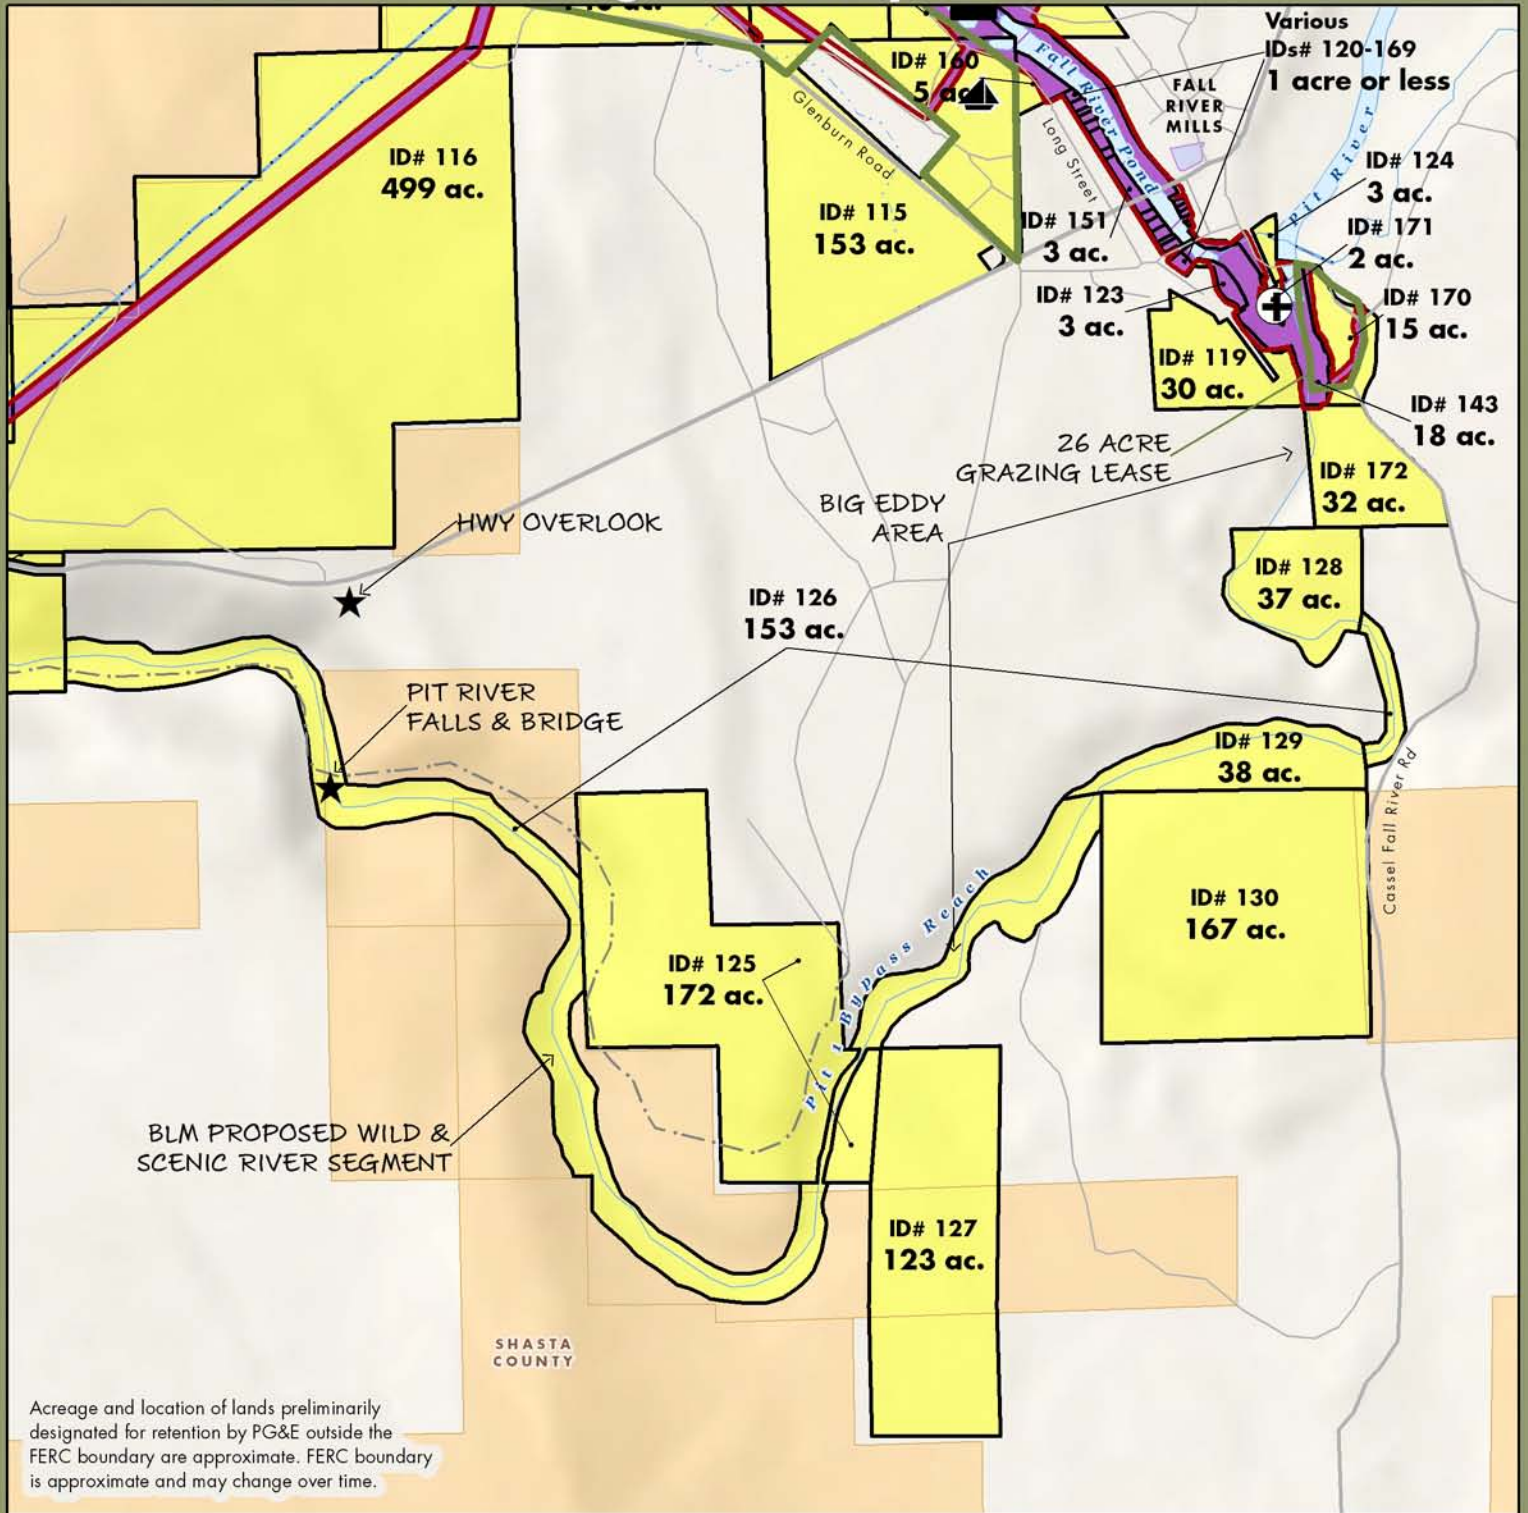 Various
IDs# 120-169
1 acre or less
ID# 160
5 ac.
Fall River Pond
FALL
RIVER
MILLS
Pit River
Glenburn Road
Long Street
ID# 116
499 ac.
ID# 124
3 ac.
ID# 115
153 ac.
ID# 151
3 ac.
ID# 171
2 ac.
ID# 123
3 ac.
ID# 170
15 ac.
ID# 119
30 ac.
ID# 143
18 ac.
26 ACRE
GRAZING LEASE
ID# 172
32 ac.
BIG EDDY
AREA
HWY OVERLOOK
ID# 128
37 ac.
ID# 126
153 ac.
PIT RIVER
FALLS & BRIDGE
ID# 129
38 ac.
Cassel Fall River Rd
ID# 130
167 ac.
Pit 1 Bypass Reach
ID# 125
172 ac.
BLM PROPOSED WILD &
SCENIC RIVER SEGMENT
ID# 127
123 ac.
SHASTA
COUNTY
Acreage and location of lands preliminarily
designated for retention by PG&E outside the
FERC boundary are approximate. FERC boundary
is approximate and may change over time.